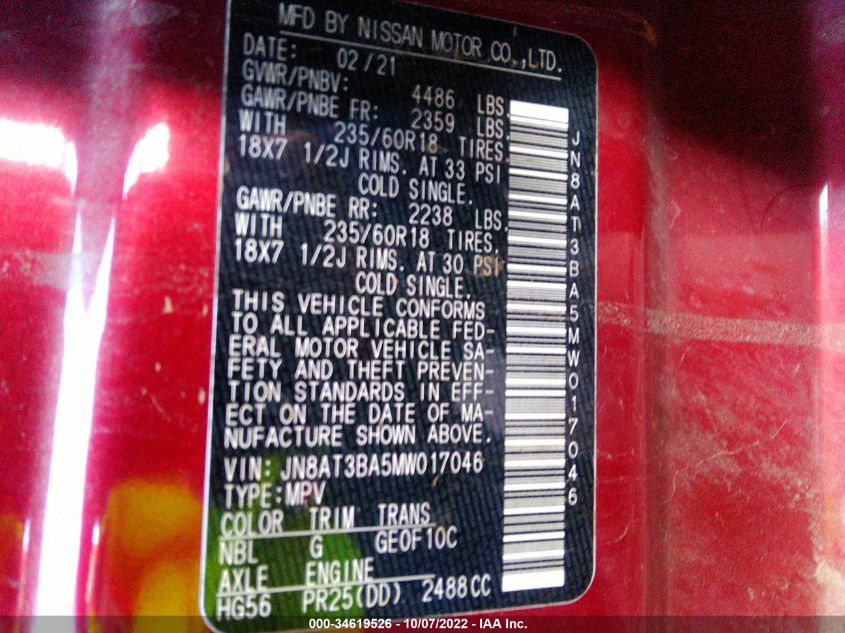 MFD BY NISSAN MOTOR CO.,LTD.
DATE: 02/21
GVWR/PNBV: 4486 LBS.
GAWR/PNBE FR: 2359 LBS.
WITH 235/60R18 TIRES.
18X7 1/2J RIMS. AT 33 PSI
COLD SINGLE.
GAWR/PNBE RR: 2238 LBS.
WITH 235/60R18 TIRES.
18X7 1/2J RIMS. AT 30 PSI
COLD SINGLE.
THIS VEHICLE CONFORMS
TO ALL APPLICABLE FED-
ERAL MOTOR VEHICLE SA-
FETY AND THEFT PREVEN-
TION STANDARDS IN EFF-
ECT ON THE DATE OF MA-
NUFACTURE SHOWN ABOVE.
VIN: JN8AT3BA5MW017046
TYPE:MPV
COLOR TRIM TRANS
NBL G GE0F10C
AXLE ENGINE
HG56 PR25(DD) 2488CC
JN8AT3BA5MW017046
000-34619526 - 10/07/2022 - IAA Inc.